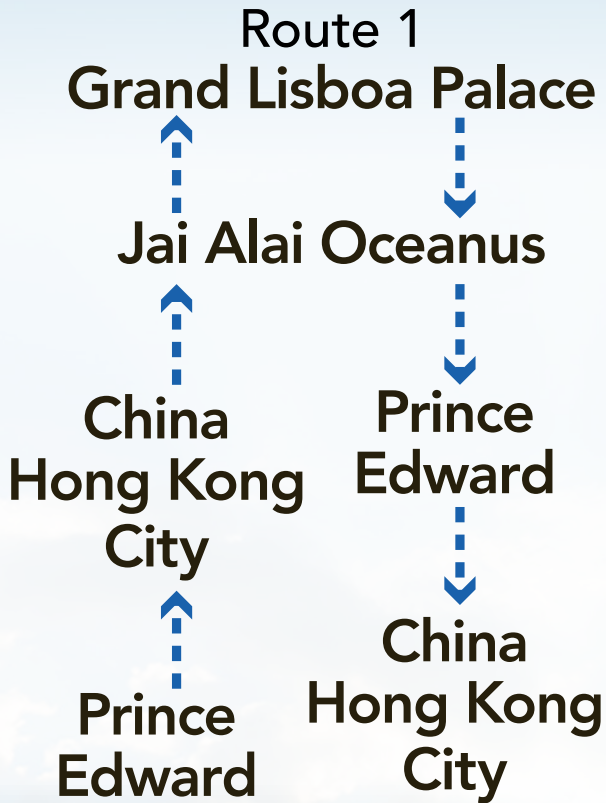 Route 1
Grand Lisboa Palace
Jai Alai Oceanus
China
Hong Kong
City
Prince
Edward
Prince
Edward
China
Hong Kong
City